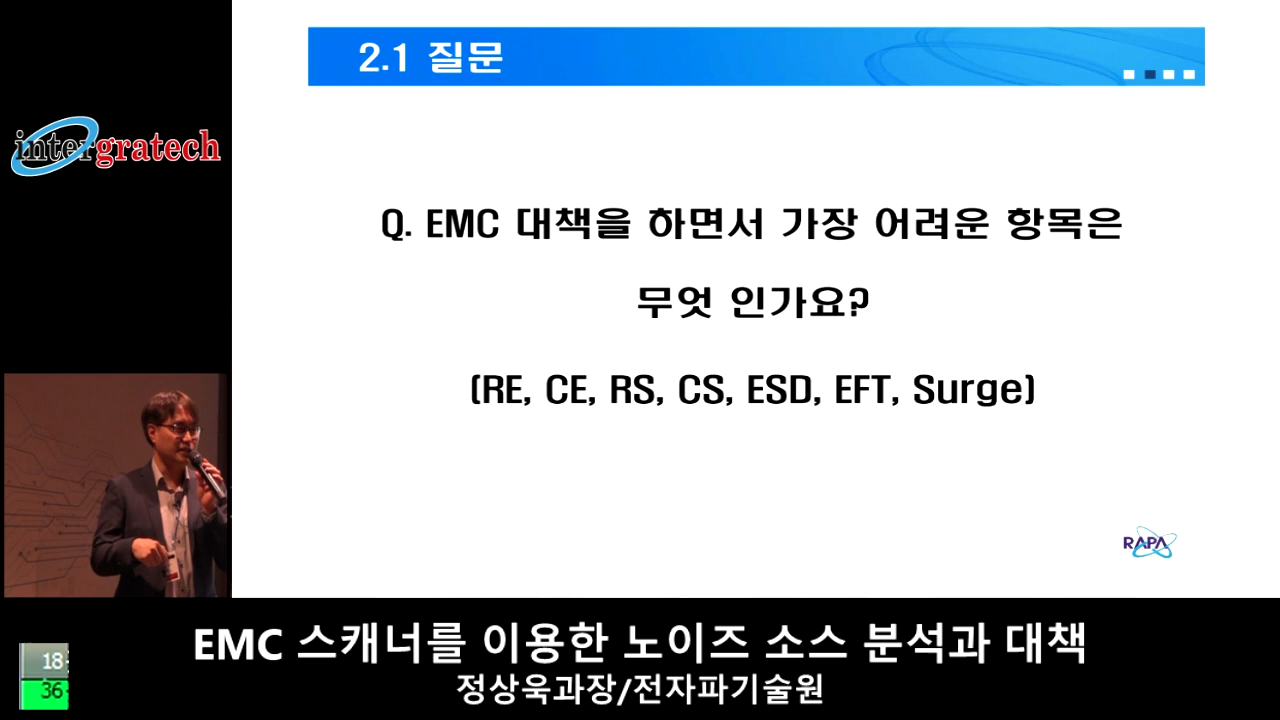 2.1 질문
intergratech
Q. EMC 대책을 하면서 가장 어려운 항목은
무엇 인가요?
(RE, CE, RS, CS, ESD, EFT, Surge)
RAPA
EMC 스캐너를 이용한 노이즈 소스 분석과 대책
정상욱과장/전자파기술원
18:
36